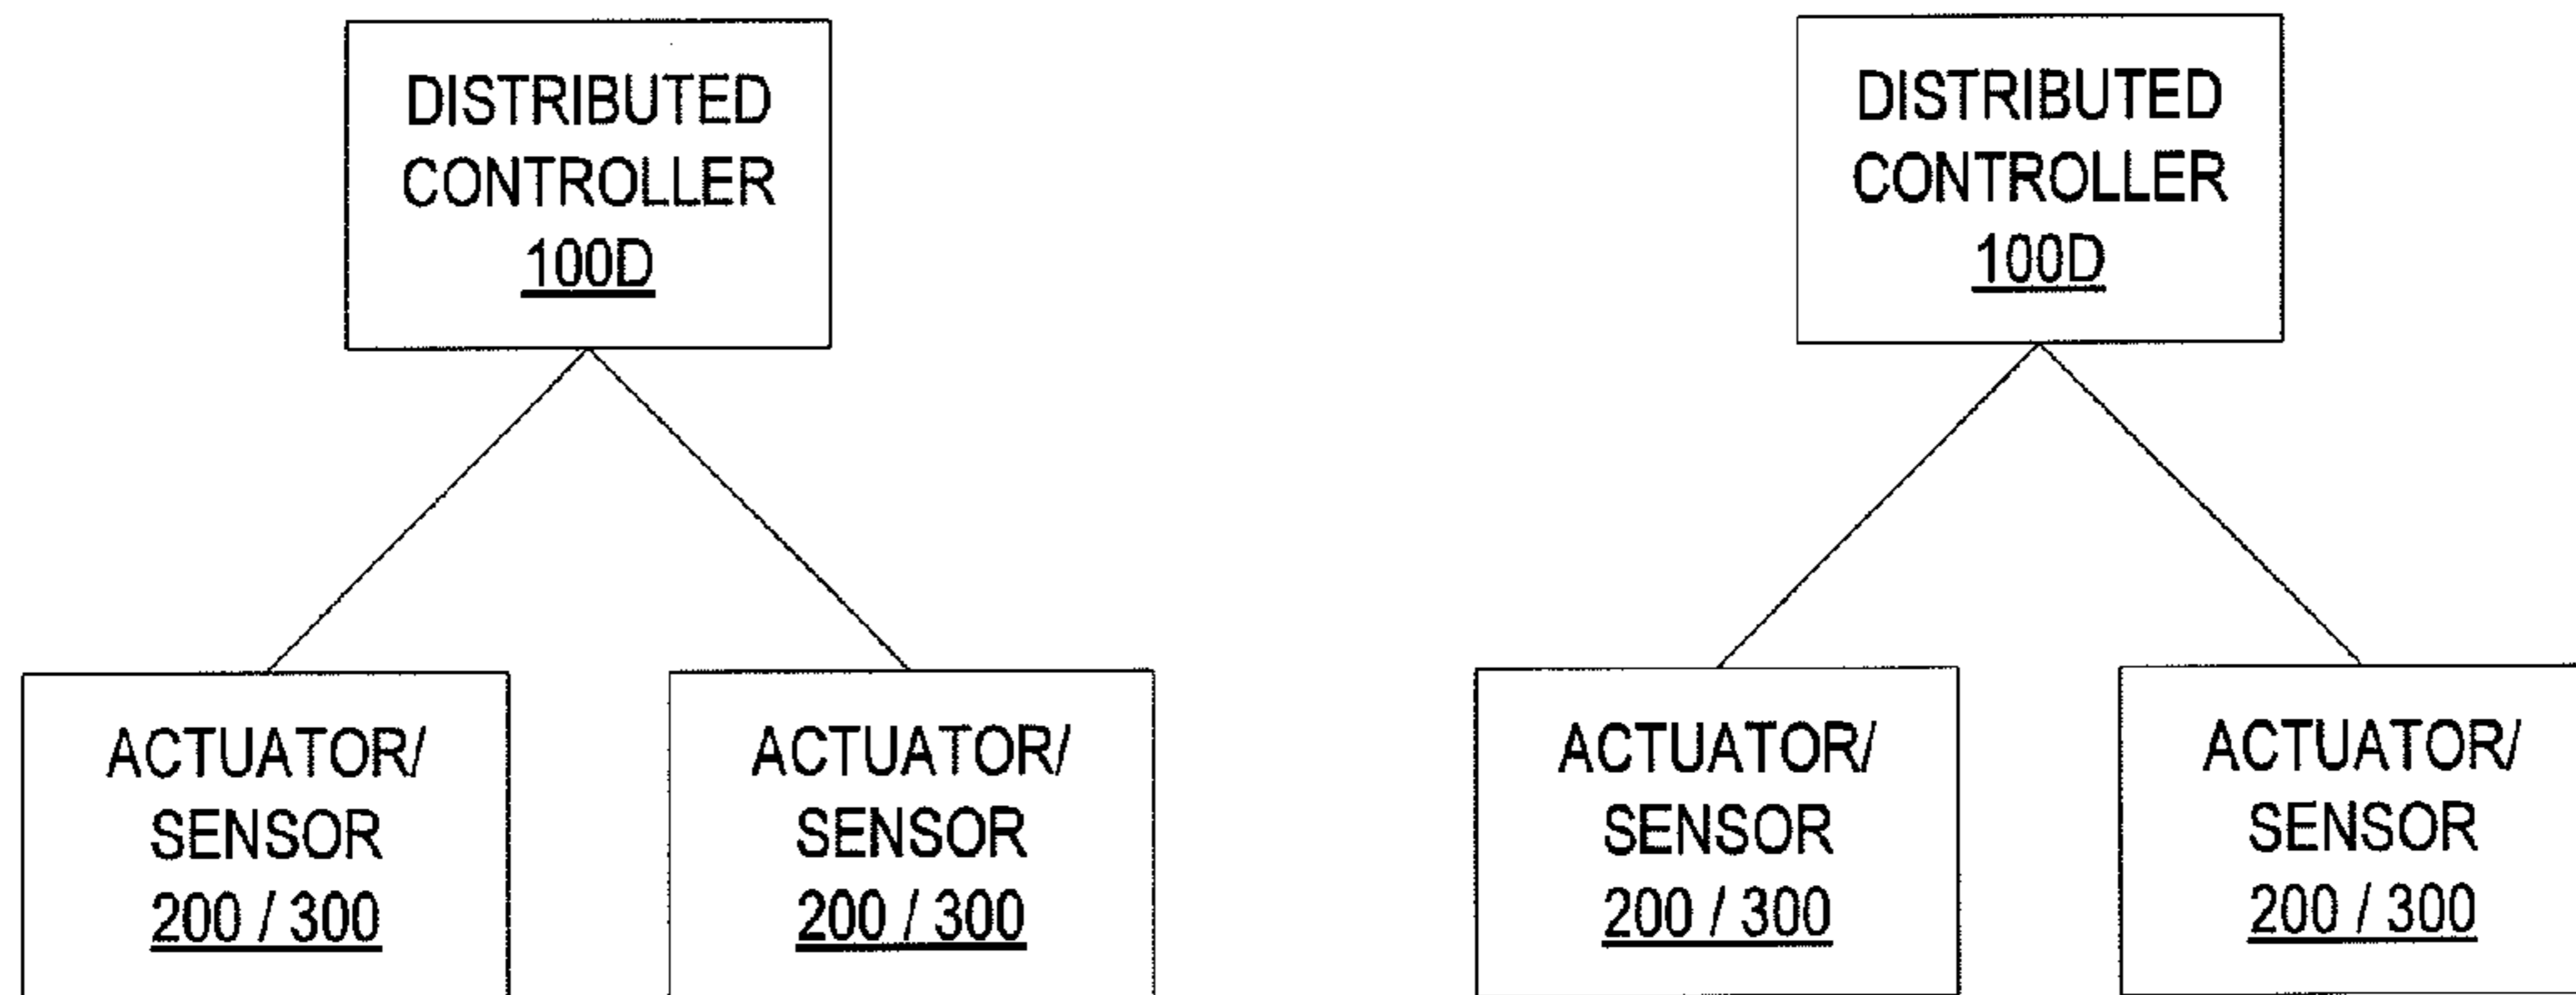 DISTRIBUTED
CONTROLLER
100D
DISTRIBUTED
CONTROLLER
100D
ACTUATOR/
SENSOR
200 / 300
ACTUATOR/
SENSOR
200 / 300
ACTUATOR/
SENSOR
200 / 300
ACTUATOR/
SENSOR
200 / 300